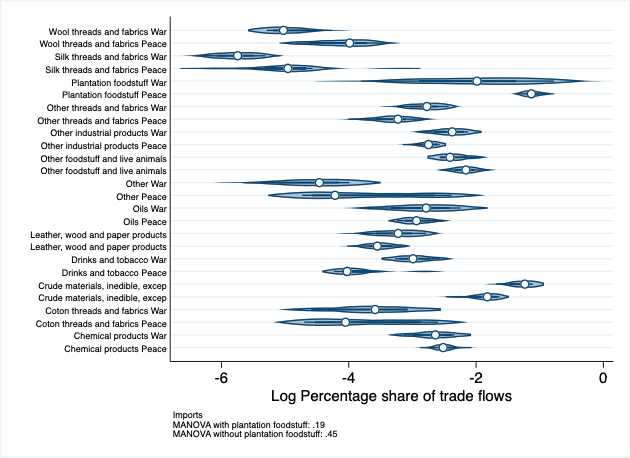 Wool threads and fabrics War
Wool threads and fabrics Peace
Silk threads and fabrics War
Silk threads and fabrics Peace
Plantation foodstuff War
Plantation foodstuff Peace
Other threads and fabrics War
Other threads and fabrics Peace
Other industrial products War
Other industrial products Peace
Other foodstuff and live animals
Other foodstuff and live animals
Other War
Other Peace
Oils War
Oils Peace
Leather, wood and paper products
Leather, wood and paper products
Drinks and tobacco War
Drinks and tobacco Peace
Crude materials, inedible, excep
Crude materials, inedible, excep
Coton threads and fabrics War
Coton threads and fabrics Peace
Chemical products War
Chemical products Peace
-6 -4 -2 0
Log Percentage share of trade flows
Imports
MANOVA with plantation foodstuff: .19
MANOVA without plantation foodstuff: .45